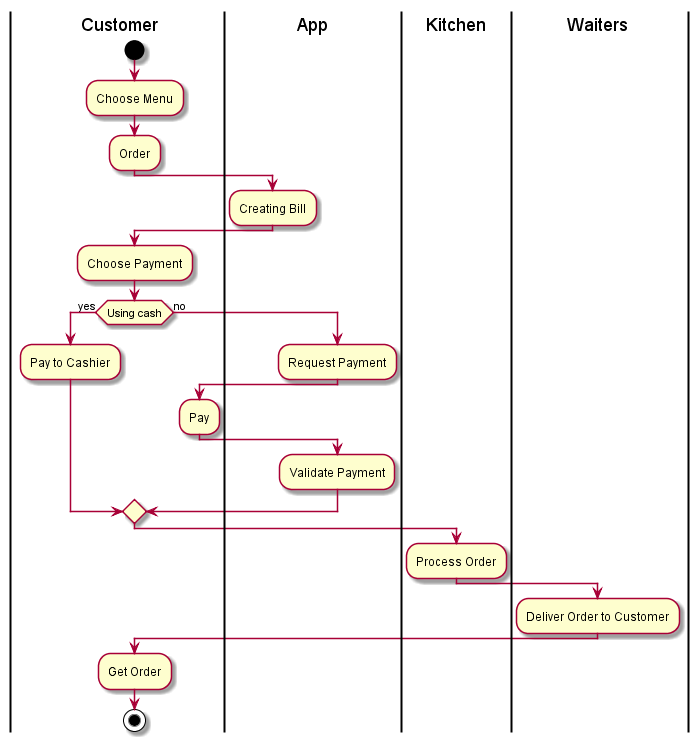 Customer
App
Kitchen
Waiters
Choose Menu
Order
Creating Bill
Choose Payment
yes
Using cash
no
Pay to Cashier
Request Payment
Pay
Validate Payment
Process Order
Deliver Order to Customer
Get Order